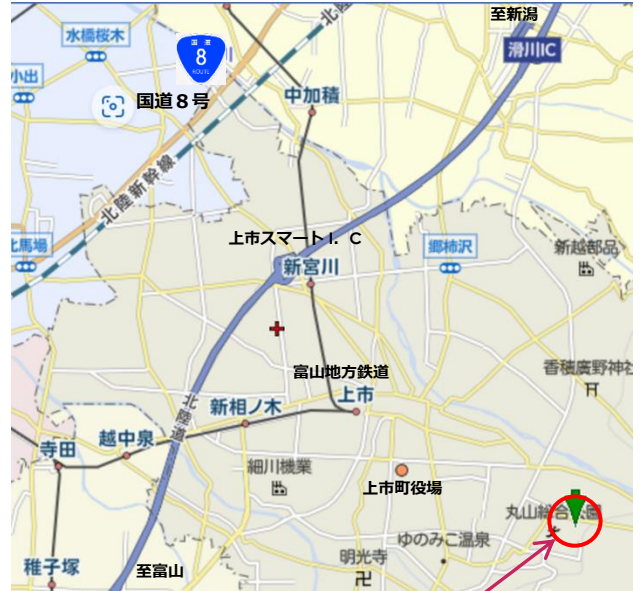 至新潟
水橋桜木
国道
8
ROUTE
滑川IC
小出
国道8号
中加積
北陸新幹線
上市スマートI.C
北馬場
新宮川
郷柿沢
新越部品
富山地方鉄道
香積廣野神社
北陸道
新相ノ木
上市
越中泉
寺田
細川機業
上市町役場
丸山総合公園
ゆのみこ温泉
明光寺
稚子塚
至富山